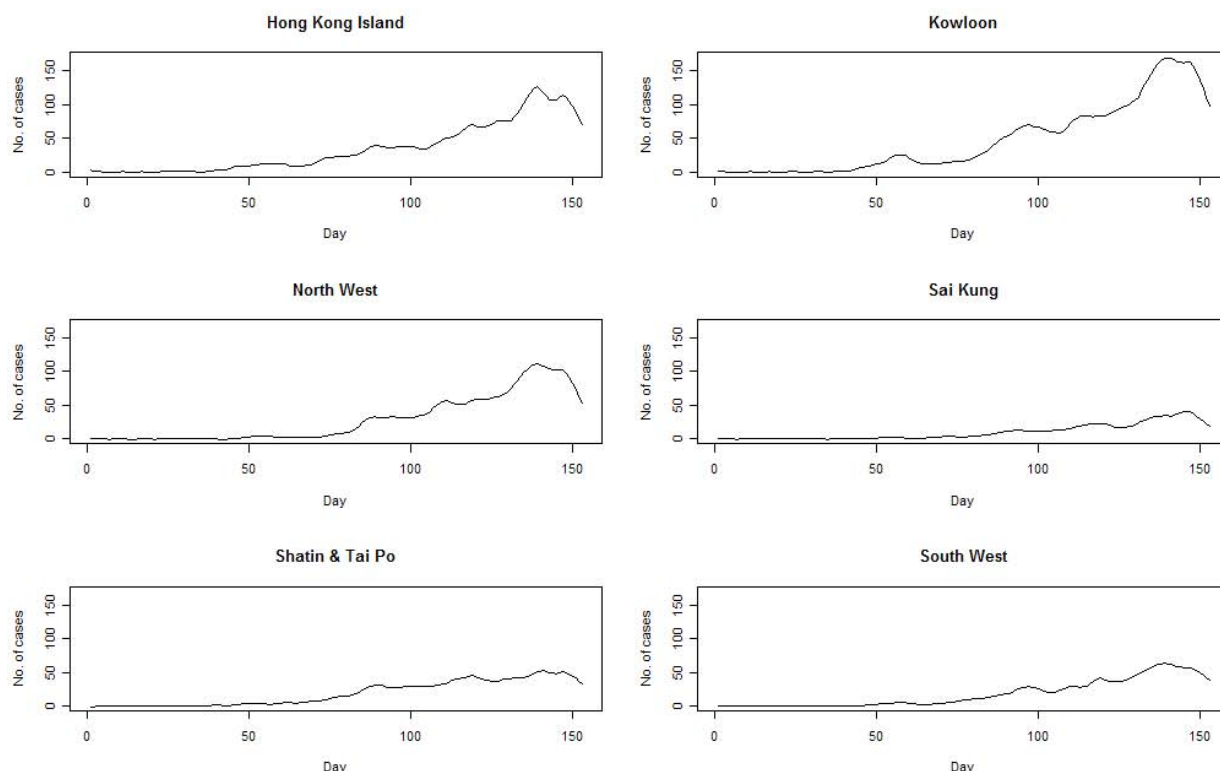 Hong Kong Island
No. of cases
0 50 100 150
0 50 100 150
Day
Kowloon
No. of cases
0 50 100 150
0 50 100 150
Day
North West
No. of cases
0 50 100 150
0 50 100 150
Day
Sai Kung
No. of cases
0 50 100 150
0 50 100 150
Day
Shatin & Tai Po
No. of cases
0 50 100 150
0 50 100 150
Day
South West
No. of cases
0 50 100 150
0 50 100 150
Day